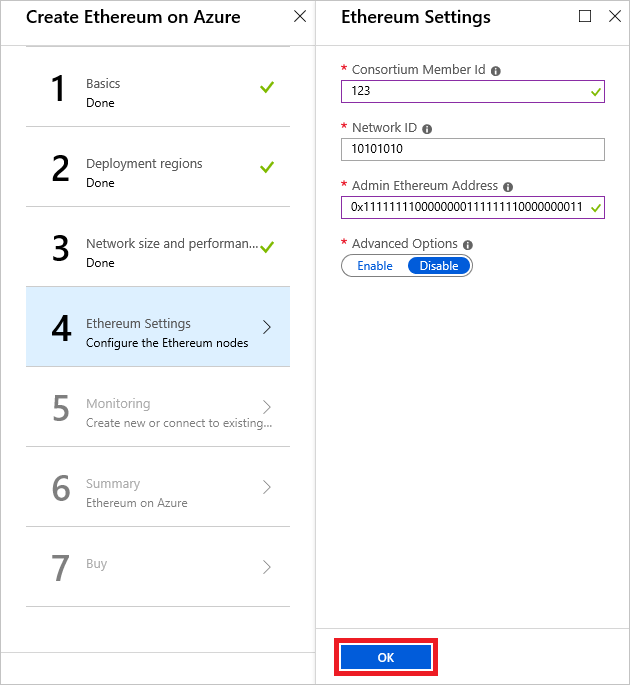 Create Ethereum on Azure
1
Basics
Done
2
Deployment regions
Done
3
Network size and performan...
Done
4
Ethereum Settings
Configure the Ethereum nodes
5
Monitoring
Create new or connect to existing...
6
Summary
Ethereum on Azure
7
Buy
Ethereum Settings
* Consortium Member Id
123
* Network ID
10101010
* Admin Ethereum Address
0x1111111100000000111111110000000011
* Advanced Options
Enable Disable
OK